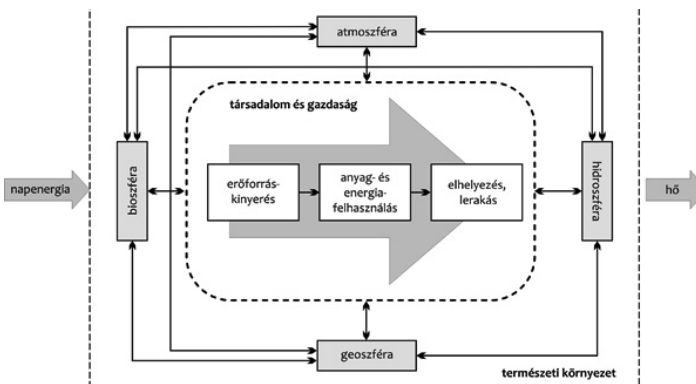 atmoszféra
társadalom és gazdaság
napenergia
bioszféra
erőforrás-
kinyerés
anyag- és
energia-
felhasználás
elhelyezés,
lerakás
hidroszféra
hő
geoszféra
természeti környezet